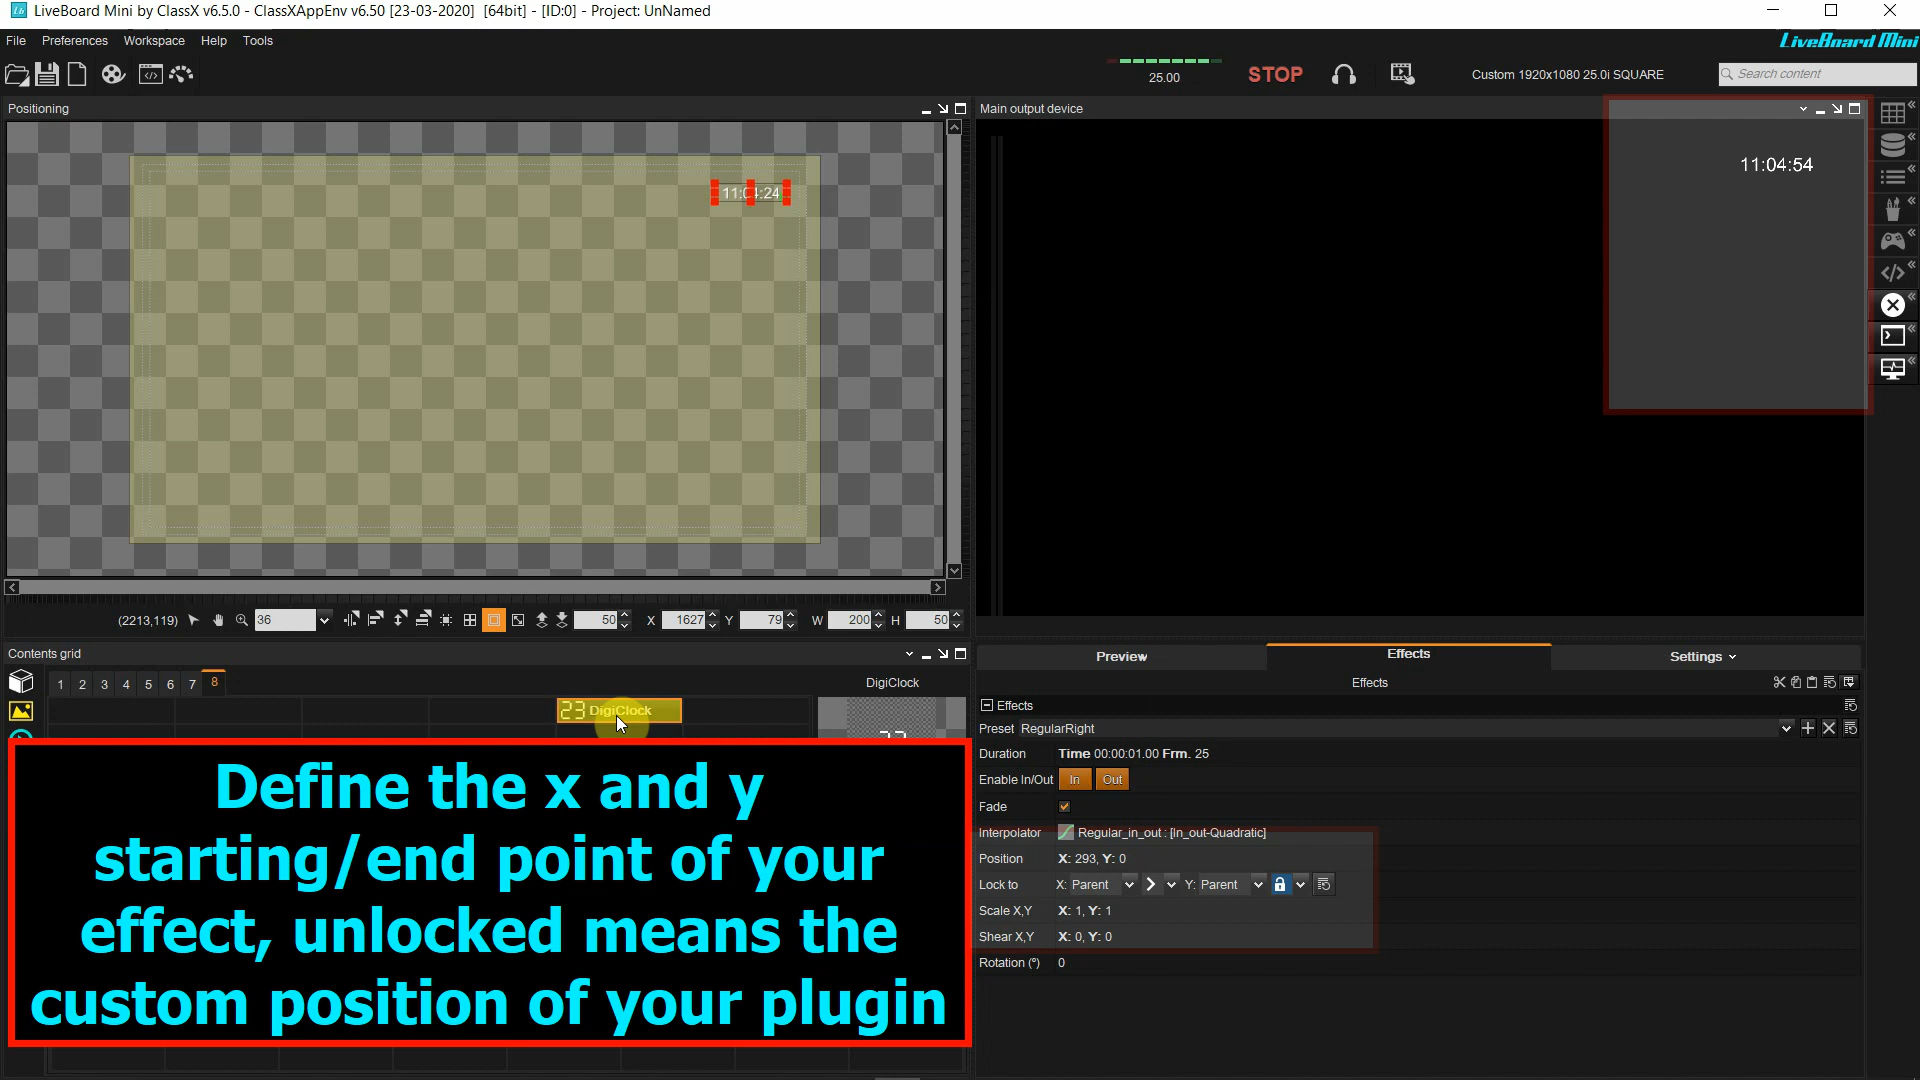 LiveBoard Mini by ClassX v6.5.0 - ClassXAppEnv v6.50 [23-03-2020] [64bit] - [ID:0] - Project: UnNamed
File Preferences Workspace Help Tools
LiveBoard Mini
25.00
STOP
Custom 1920x1080 25.0i SQUARE
Search content
Positioning
Main output device
11:04:24
11:04:54
(2213,119)
36
50
X 1627
Y 79
W 200
H 50
Contents grid
1 2 3 4 5 6 7 8
DigiClock
23 DigiClock
Define the x and y
starting/end point of your
effect, unlocked means the
custom position of your plugin
Preview
Effects
Settings
Effects
Effects
Preset RegularRight
Duration Time 00:00:01.00 Frm. 25
Enable In/Out In Out
Fade
Interpolator Regular_in_out : [In_out-Quadratic]
Position X: 293, Y: 0
Lock to X: Parent Y: Parent
Scale X,Y X: 1, Y: 1
Shear X,Y X: 0, Y: 0
Rotation (º) 0